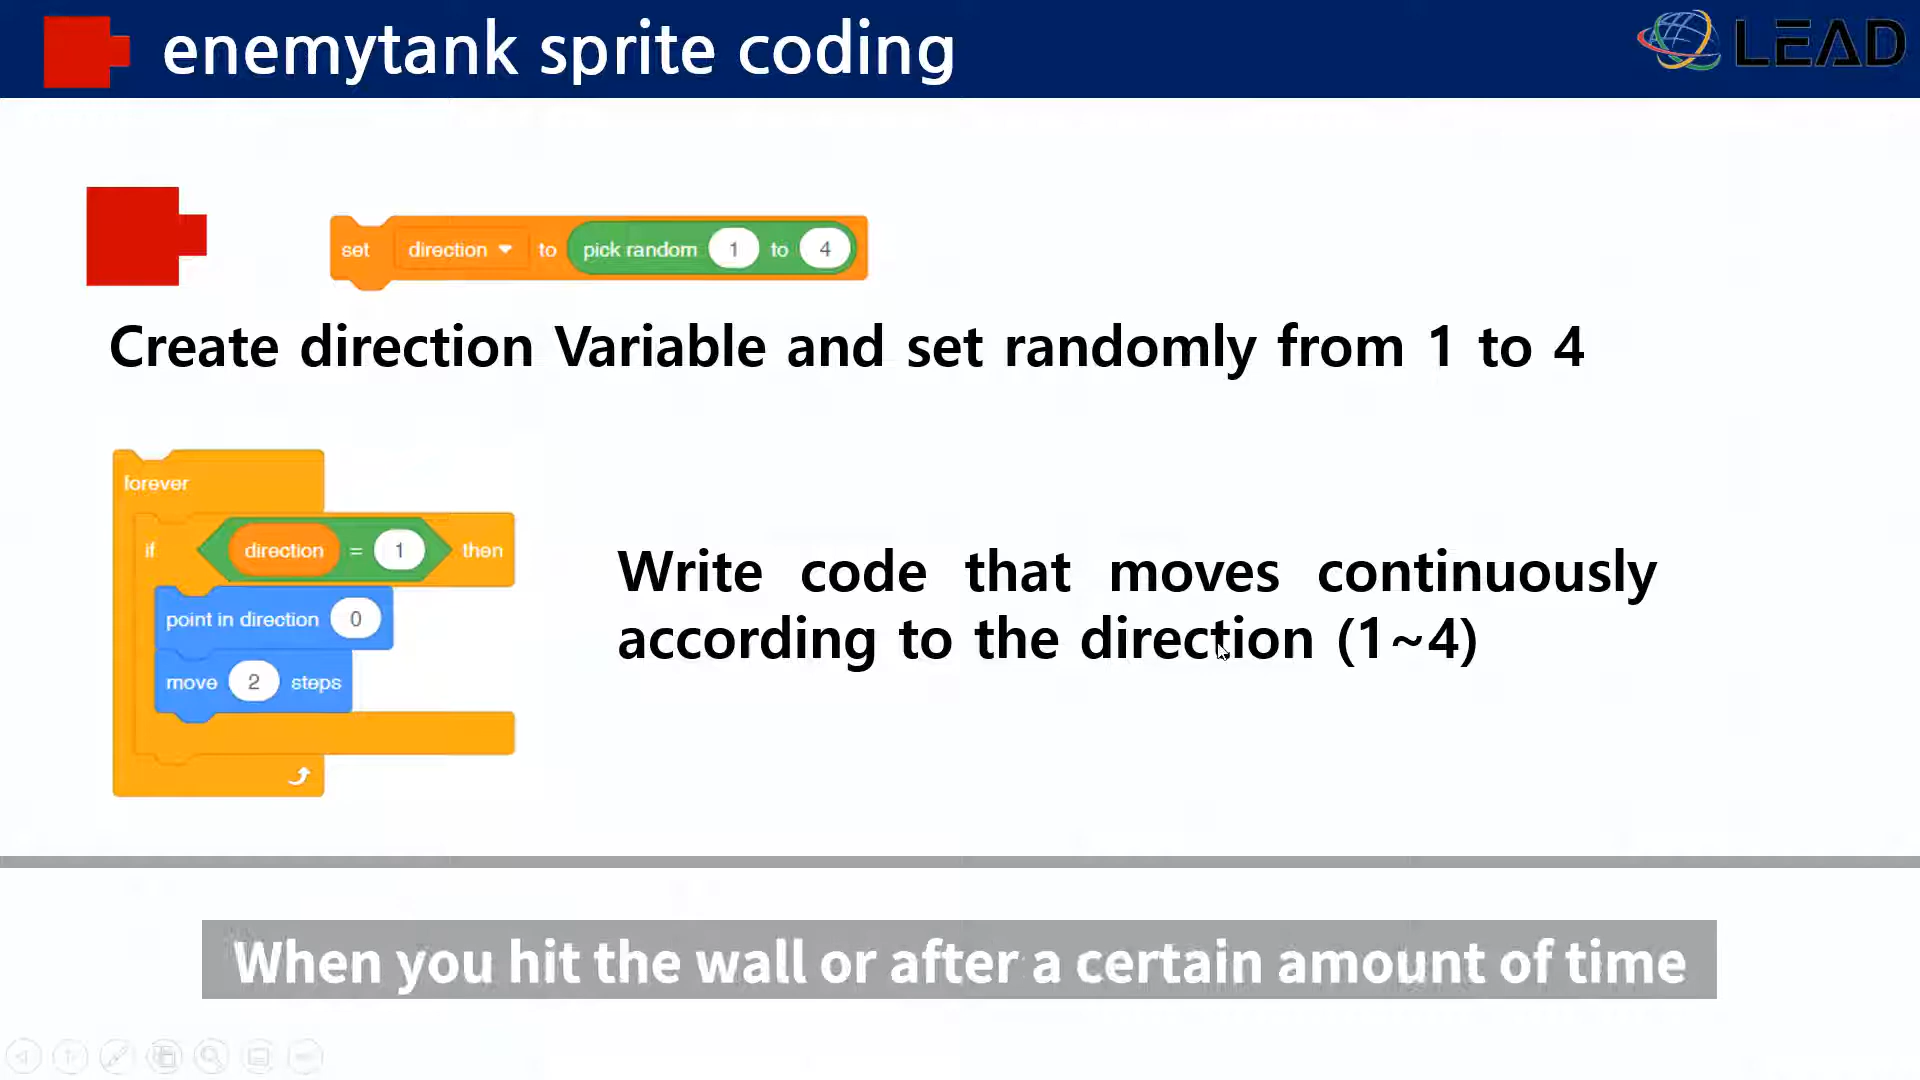 enemytank sprite coding
LEAD
set direction to pick random 1 to 4
Create direction Variable and set randomly from 1 to 4
forever
if direction = 1 then
point in direction 0
move 2 steps
Write code that moves continuously
according to the direction (1~4)
When you hit the wall or after a certain amount of time